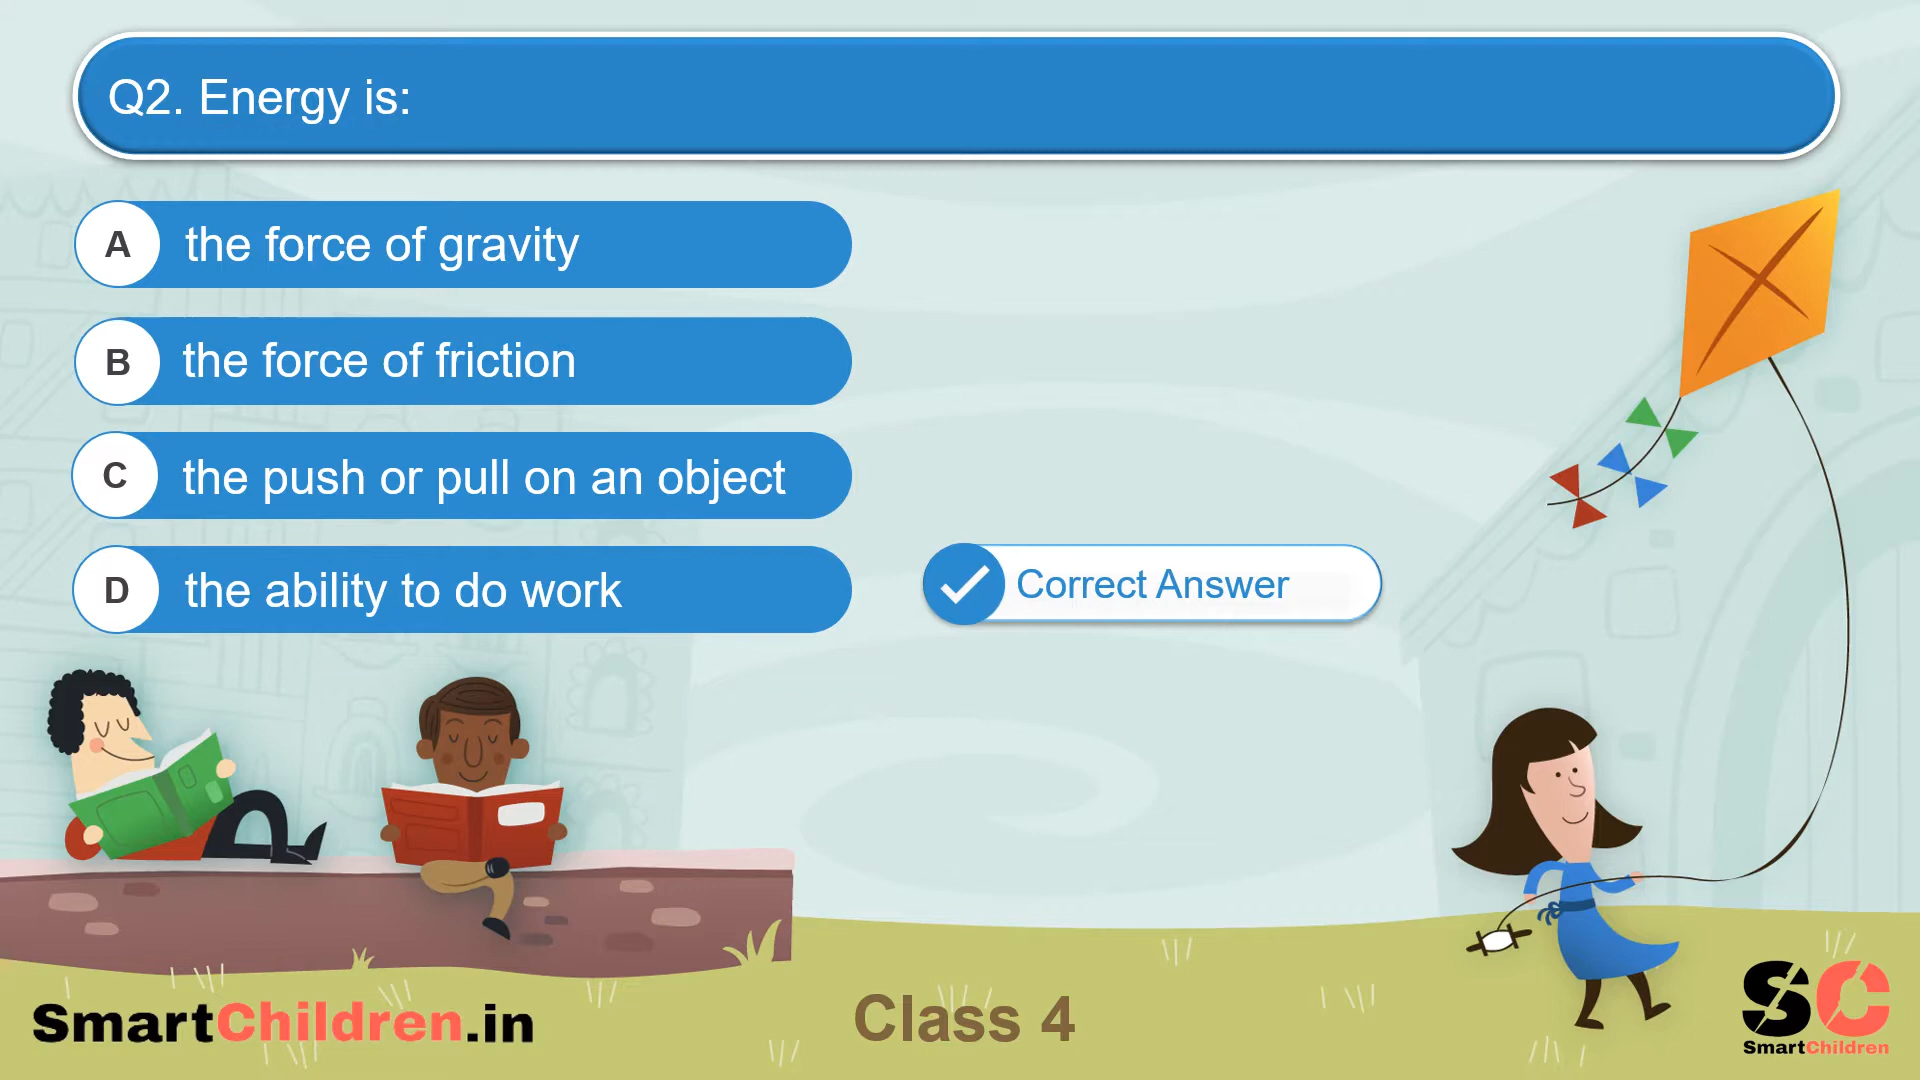 Q2. Energy is:
A the force of gravity
B the force of friction
C the push or pull on an object
D the ability to do work
Correct Answer
SmartChildren.in
Class 4
SC
SmartChildren